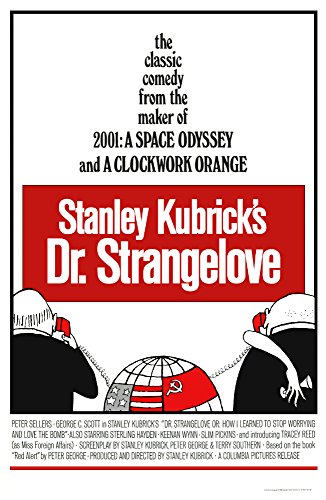 the
classic
comedy
from the
maker of
2001: A SPACE ODYSSEY
and A CLOCKWORK ORANGE
Stanley Kubrick's
Dr. Strangelove
PETER SELLERS · GEORGE C. SCOTT in STANLEY KUBRICK'S "DR. STRANGELOVE OR: HOW I LEARNED TO STOP WORRYING
AND LOVE THE BOMB" · ALSO STARRING STERLING HAYDEN · KEENAN WYNN · SLIM PICKINS · and introducing TRACEY REED
(as Miss Foreign Affairs) · SCREENPLAY BY STANLEY KUBRICK, PETER GEORGE & TERRY SOUTHERN · Based on the book
"Red Alert" by PETER GEORGE · PRODUCED AND DIRECTED BY STANLEY KUBRICK · A COLUMBIA PICTURES RELEASE